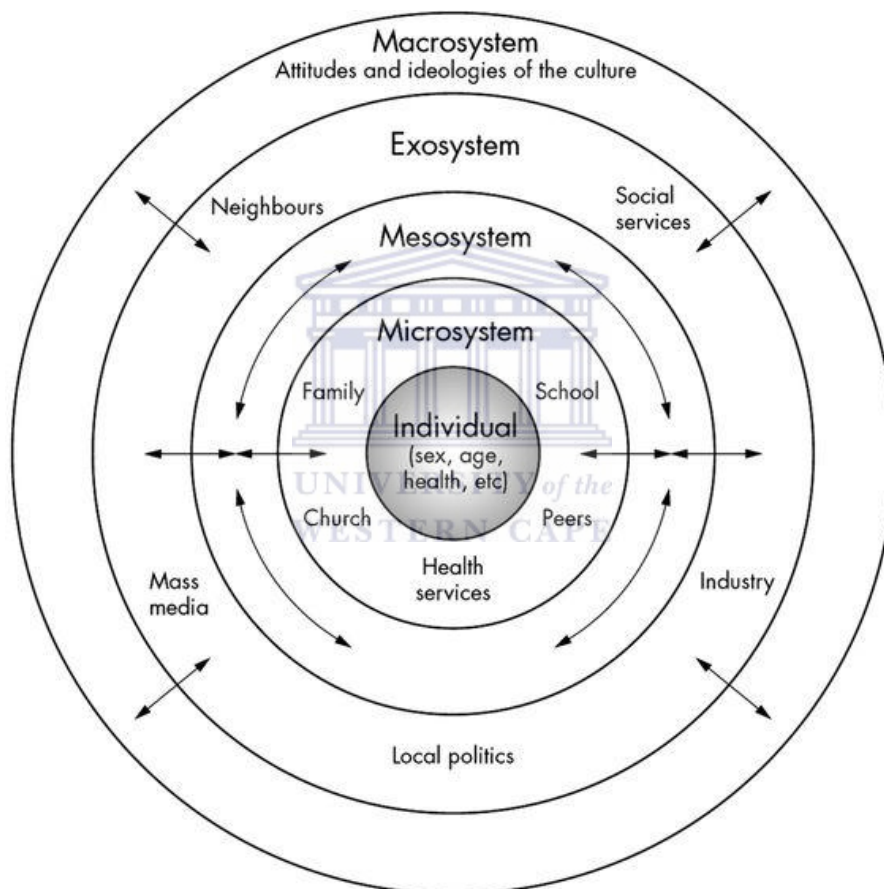 Macrosystem
Attitudes and ideologies of the culture
Exosystem
Neighbours
Social
services
Mesosystem
Microsystem
Family
School
Individual
(sex, age,
health, etc)
UNIVERSITY of the
Church
Peers
WESTERN CAPE
Health
services
Mass
media
Industry
Local politics